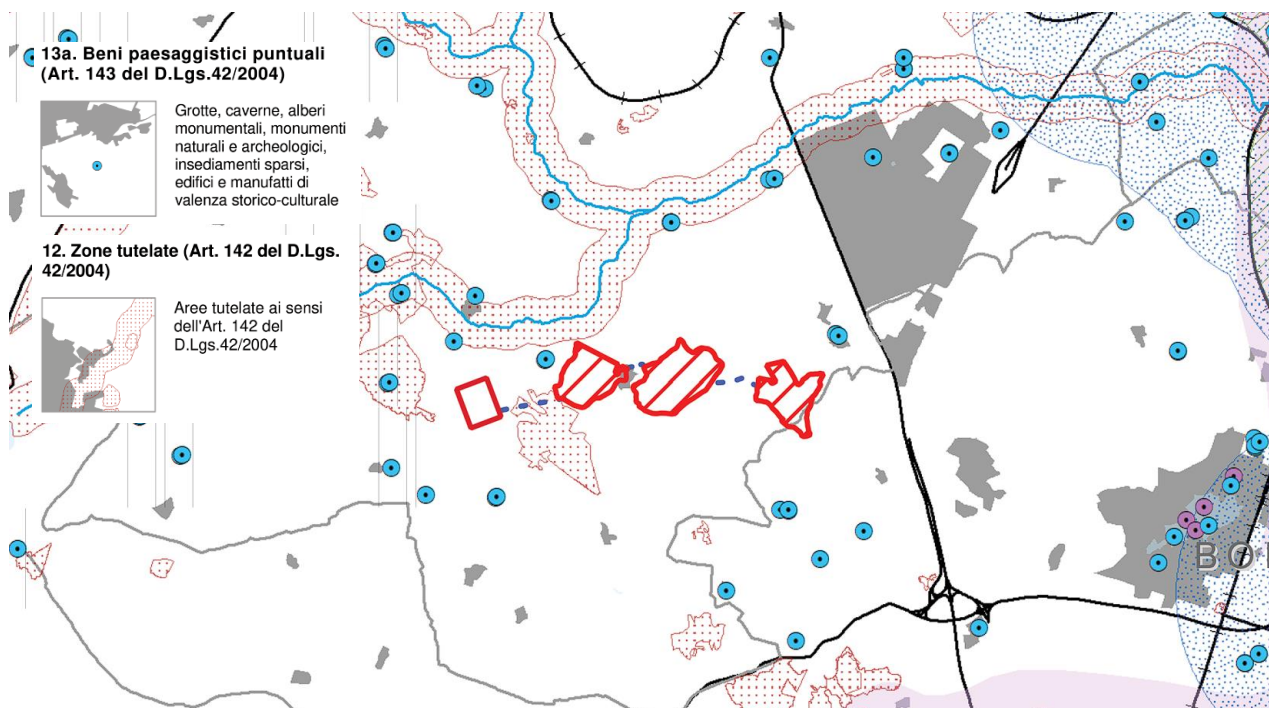 13a. Beni paesaggistici puntuali
(Art. 143 del D.Lgs.42/2004)
Grotte, caverne, alberi
monumentali, monumenti
naturali e archeologici,
insediamenti sparsi,
edifici e manufatti di
valenza storico-culturale
12. Zone tutelate (Art. 142 del D.Lgs.
42/2004)
Aree tutelate ai sensi
dell'Art. 142 del
D.Lgs.42/2004